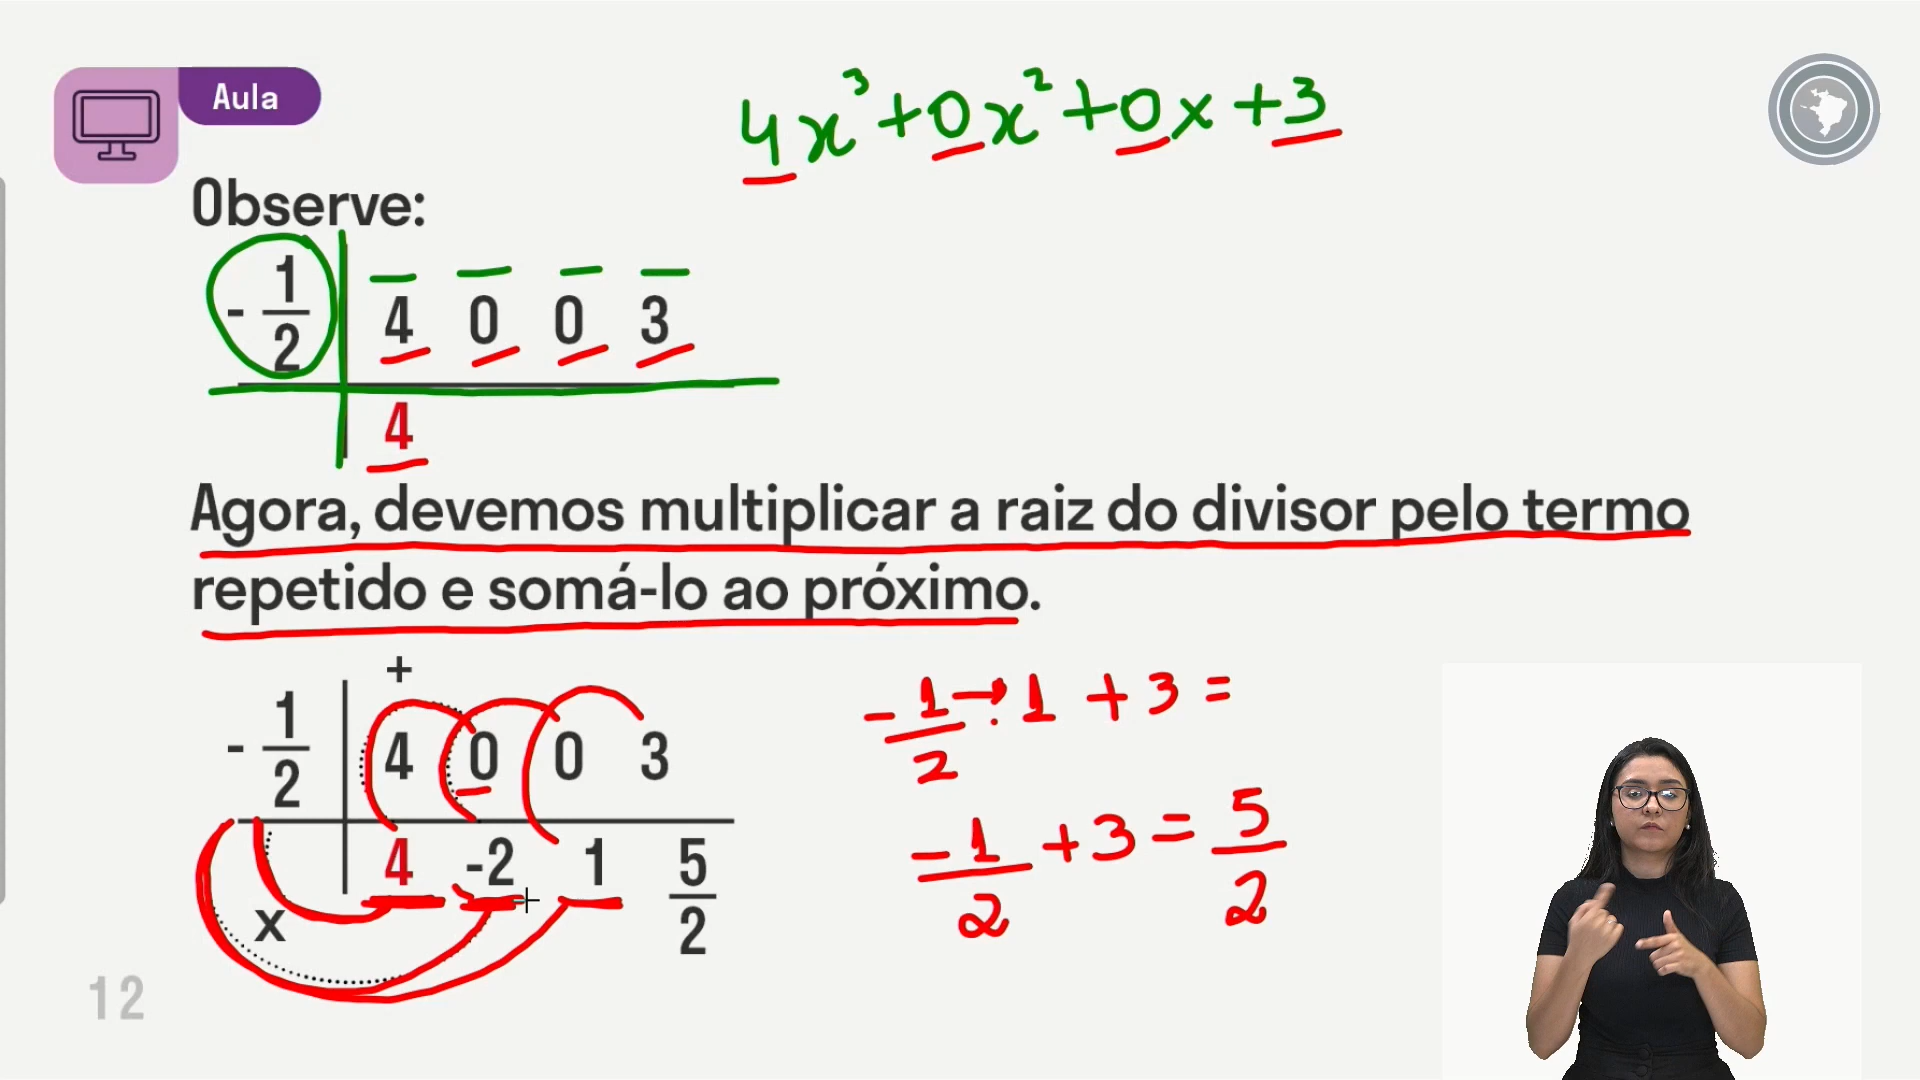 Aula
4x³+0x²+0x+3
Observe:
- 1/2 | 4 0 0 3
4
Agora, devemos multiplicar a raiz do divisor pelo termo
repetido e somá-lo ao próximo.
+
- 1/2 | 4 0 0 3
4 -2 1 5/2
x
-1/2 · 1 + 3 =
-1/2 + 3 = 5/2
12